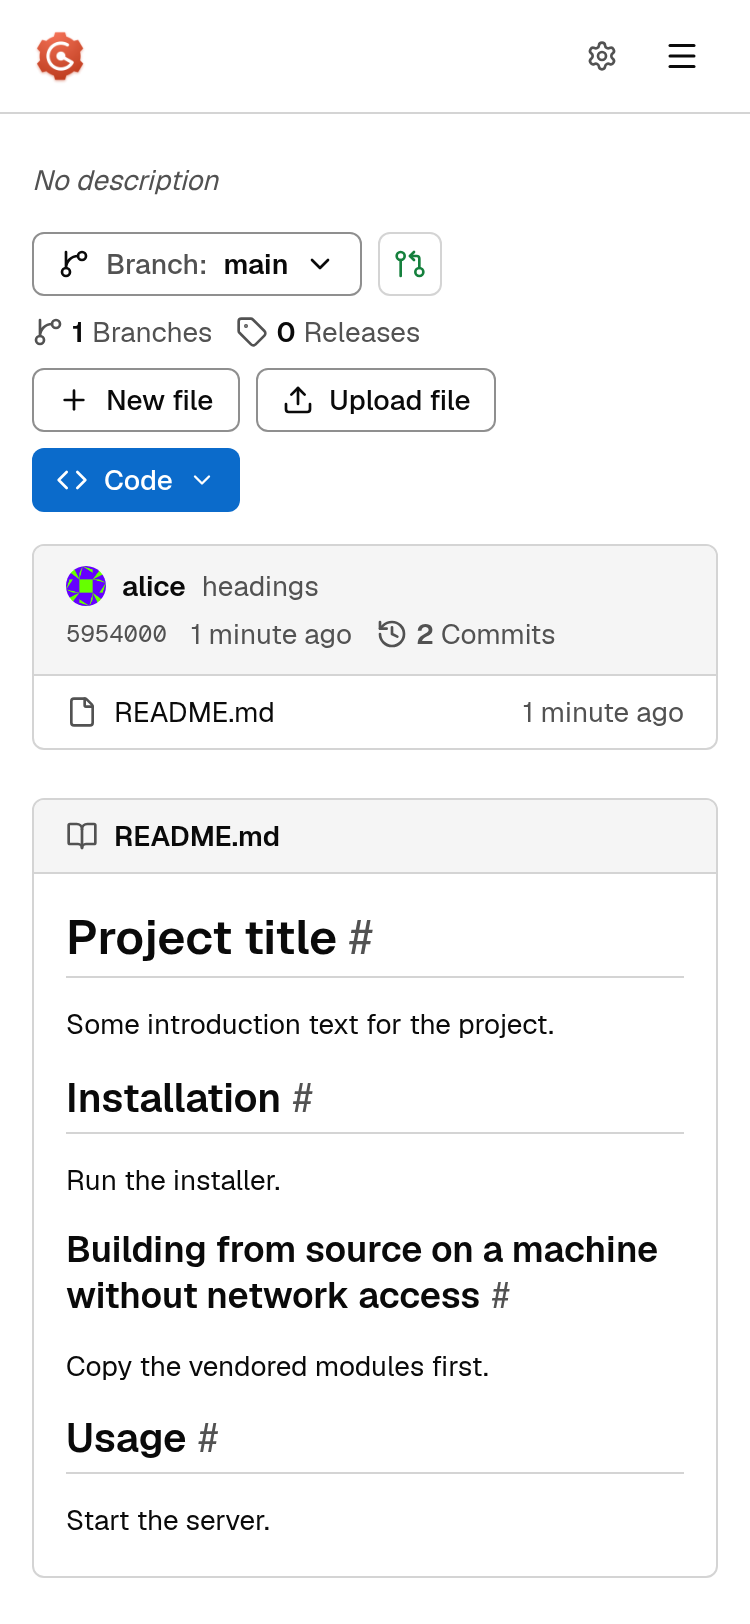 No description
Branch: main
1 Branches 0 Releases
New file Upload file
Code
alice headings
5954000 1 minute ago 2 Commits
README.md 1 minute ago
README.md
Project title #
Some introduction text for the project.
Installation #
Run the installer.
Building from source on a machine
without network access #
Copy the vendored modules first.
Usage #
Start the server.